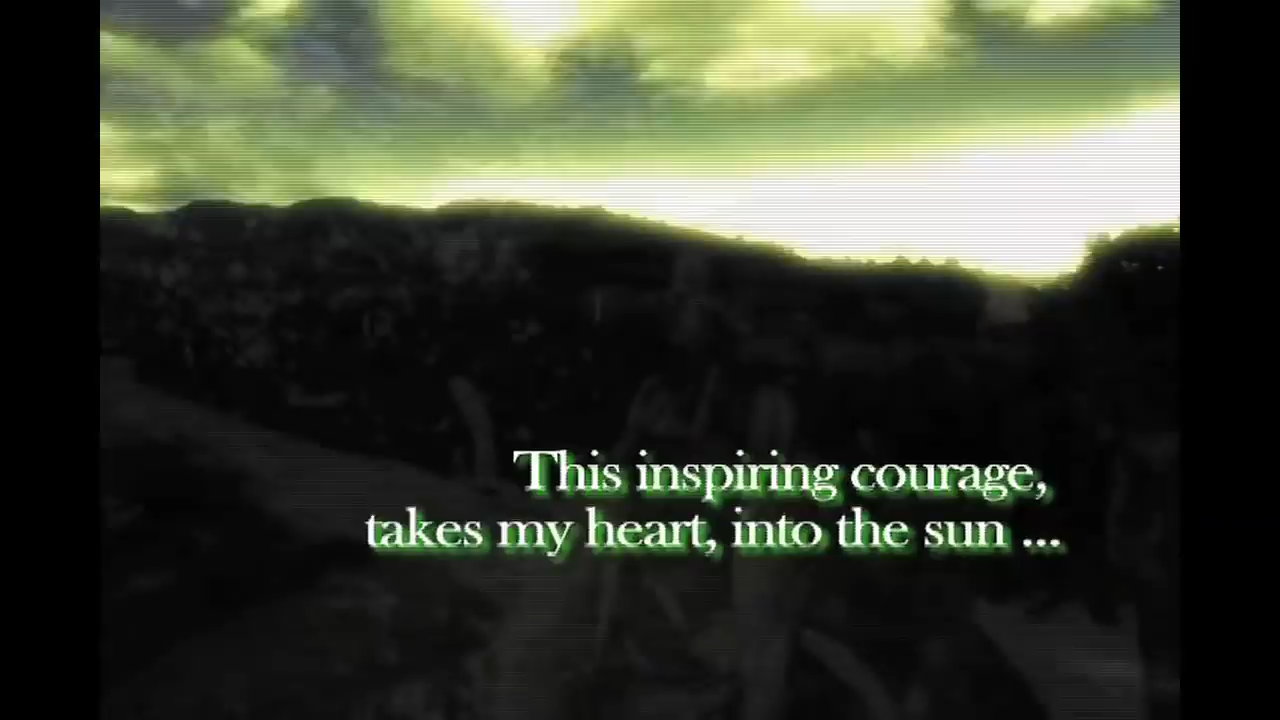 This inspiring courage,
takes my heart, into the sun ...